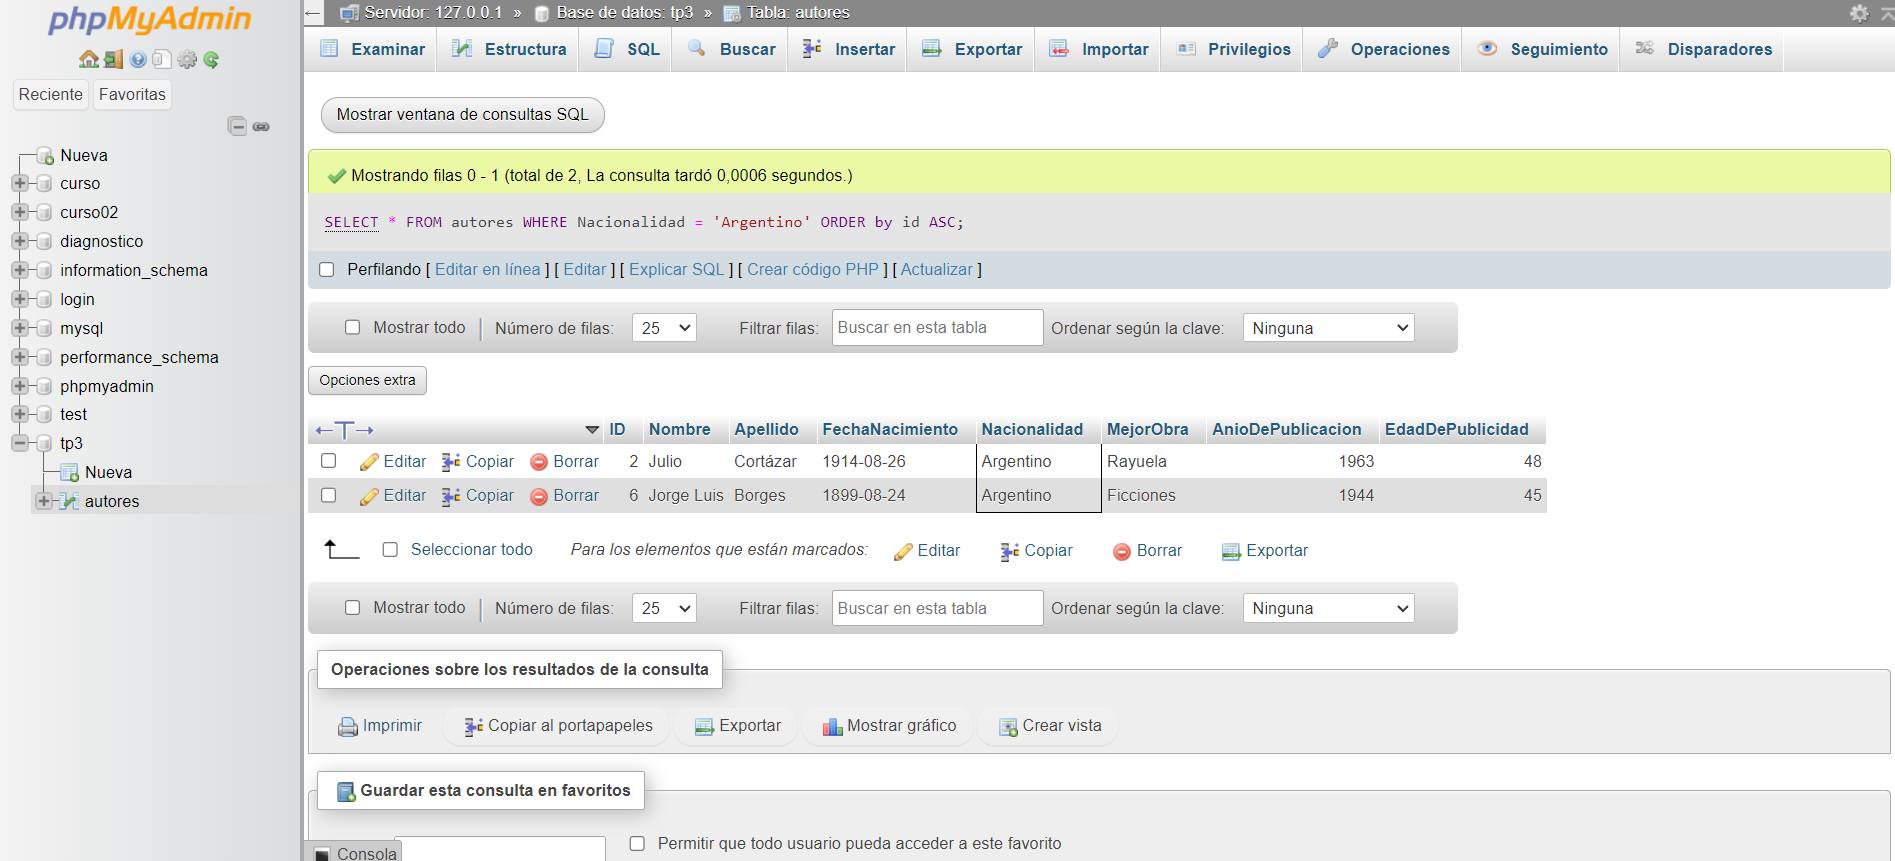 phpMyAdmin
Reciente Favoritas
Nueva
curso
curso02
diagnostico
information_schema
login
mysql
performance_schema
phpmyadmin
test
tp3
Nueva
autores
Servidor: 127.0.0.1 » Base de datos: tp3 » Tabla: autores
Examinar Estructura SQL Buscar Insertar Exportar Importar Privilegios Operaciones Seguimiento Disparadores
Mostrar ventana de consultas SQL
Mostrando filas 0 - 1 (total de 2, La consulta tardó 0,0006 segundos.)
SELECT * FROM autores WHERE Nacionalidad = 'Argentino' ORDER by id ASC;
Perfilando [ Editar en línea ] [ Editar ] [ Explicar SQL ] [ Crear código PHP ] [ Actualizar ]
Mostrar todo Número de filas: 25 Filtrar filas: Buscar en esta tabla Ordenar según la clave: Ninguna
Opciones extra
←T→ ID Nombre Apellido FechaNacimiento Nacionalidad MejorObra AnioDePublicacion EdadDePublicidad
Editar Copiar Borrar 2 Julio Cortázar 1914-08-26 Argentino Rayuela 1963 48
Editar Copiar Borrar 6 Jorge Luis Borges 1899-08-24 Argentino Ficciones 1944 45
Seleccionar todo Para los elementos que están marcados: Editar Copiar Borrar Exportar
Mostrar todo Número de filas: 25 Filtrar filas: Buscar en esta tabla Ordenar según la clave: Ninguna
Operaciones sobre los resultados de la consulta
Imprimir Copiar al portapapeles Exportar Mostrar gráfico Crear vista
Guardar esta consulta en favoritos
Consola Permitir que todo usuario pueda acceder a este favorito